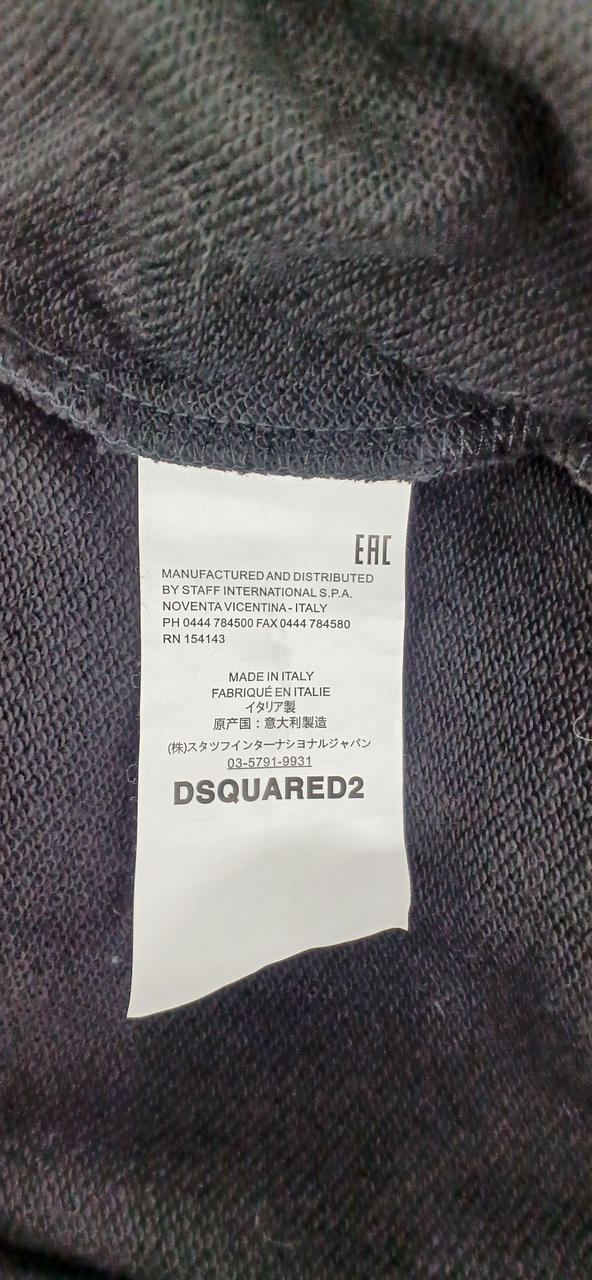 EAC
MANUFACTURED AND DISTRIBUTED
BY STAFF INTERNATIONAL S.P.A.
NOVENTA VICENTINA - ITALY
PH 0444 784500 FAX 0444 784580
RN 154143
MADE IN ITALY
FABRIQUÉ EN ITALIE
イタリア製
原产国：意大利製造
(株)スタツフインターナショナルジャパン
03-5791-9931
DSQUARED2